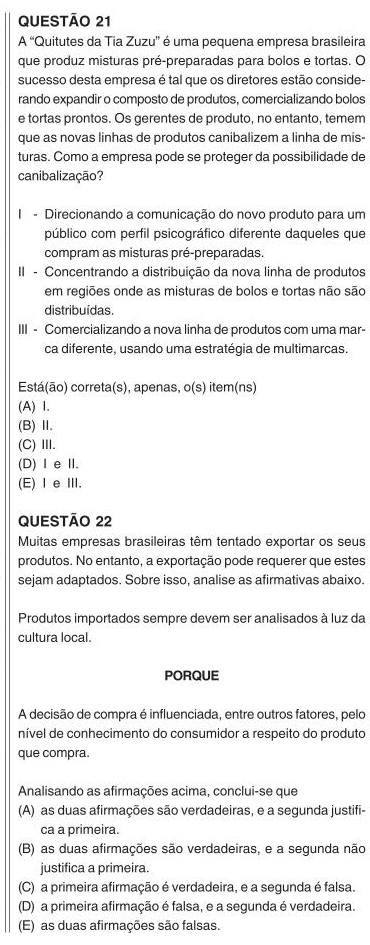 QUESTÃO 21
A “Quitutes da Tia Zuzu” é uma pequena empresa brasileira
que produz misturas pré-preparadas para bolos e tortas. O
sucesso desta empresa é tal que os diretores estão conside-
rando expandir o composto de produtos, comercializando bolos
e tortas prontos. Os gerentes de produto, no entanto, temem
que as novas linhas de produtos canibalizem a linha de mis-
turas. Como a empresa pode se proteger da possibilidade de
canibalização?
I - Direcionando a comunicação do novo produto para um
público com perfil psicográfico diferente daqueles que
compram as misturas pré-preparadas.
II - Concentrando a distribuição da nova linha de produtos
em regiões onde as misturas de bolos e tortas não são
distribuídas.
III - Comercializando a nova linha de produtos com uma mar-
ca diferente, usando uma estratégia de multimarcas.
Está(ão) correta(s), apenas, o(s) item(ns)
(A) I.
(B) II.
(C) III.
(D) I e II.
(E) I e III.
QUESTÃO 22
Muitas empresas brasileiras têm tentado exportar os seus
produtos. No entanto, a exportação pode requerer que estes
sejam adaptados. Sobre isso, analise as afirmativas abaixo.
Produtos importados sempre devem ser analisados à luz da
cultura local.
PORQUE
A decisão de compra é influenciada, entre outros fatores, pelo
nível de conhecimento do consumidor a respeito do produto
que compra.
Analisando as afirmações acima, conclui-se que
(A) as duas afirmações são verdadeiras, e a segunda justifi-
ca a primeira.
(B) as duas afirmações são verdadeiras, e a segunda não
justifica a primeira.
(C) a primeira afirmação é verdadeira, e a segunda é falsa.
(D) a primeira afirmação é falsa, e a segunda é verdadeira.
(E) as duas afirmações são falsas.